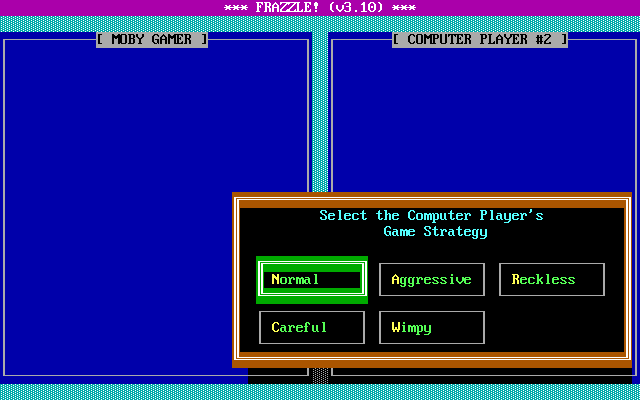 *** FRAZZLE! (v3.10) ***
[ MOBY GAMER ]
[ COMPUTER PLAYER #2 ]
Select the Computer Player's
Game Strategy
Normal
Aggressive
Reckless
Careful
Wimpy